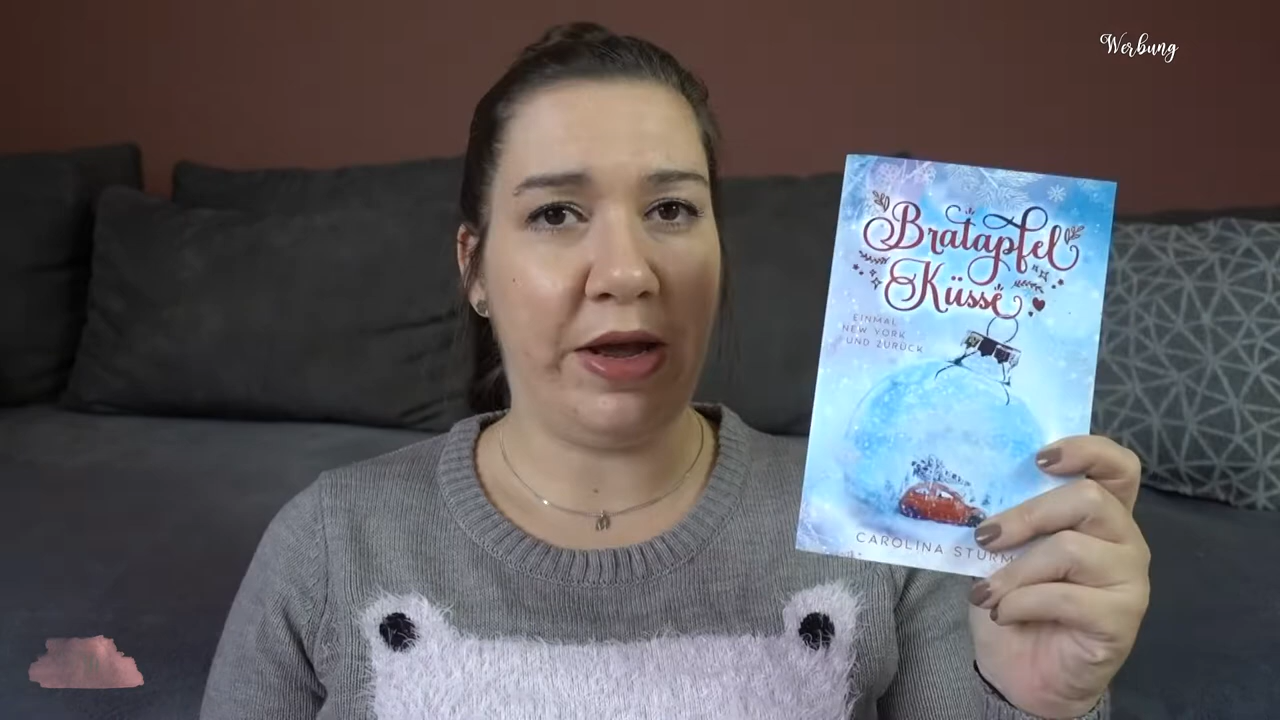 Werbung
Bratapfel
Küsse
EINMAL
NEW YORK
UND ZURÜCK
CAROLINA STURM